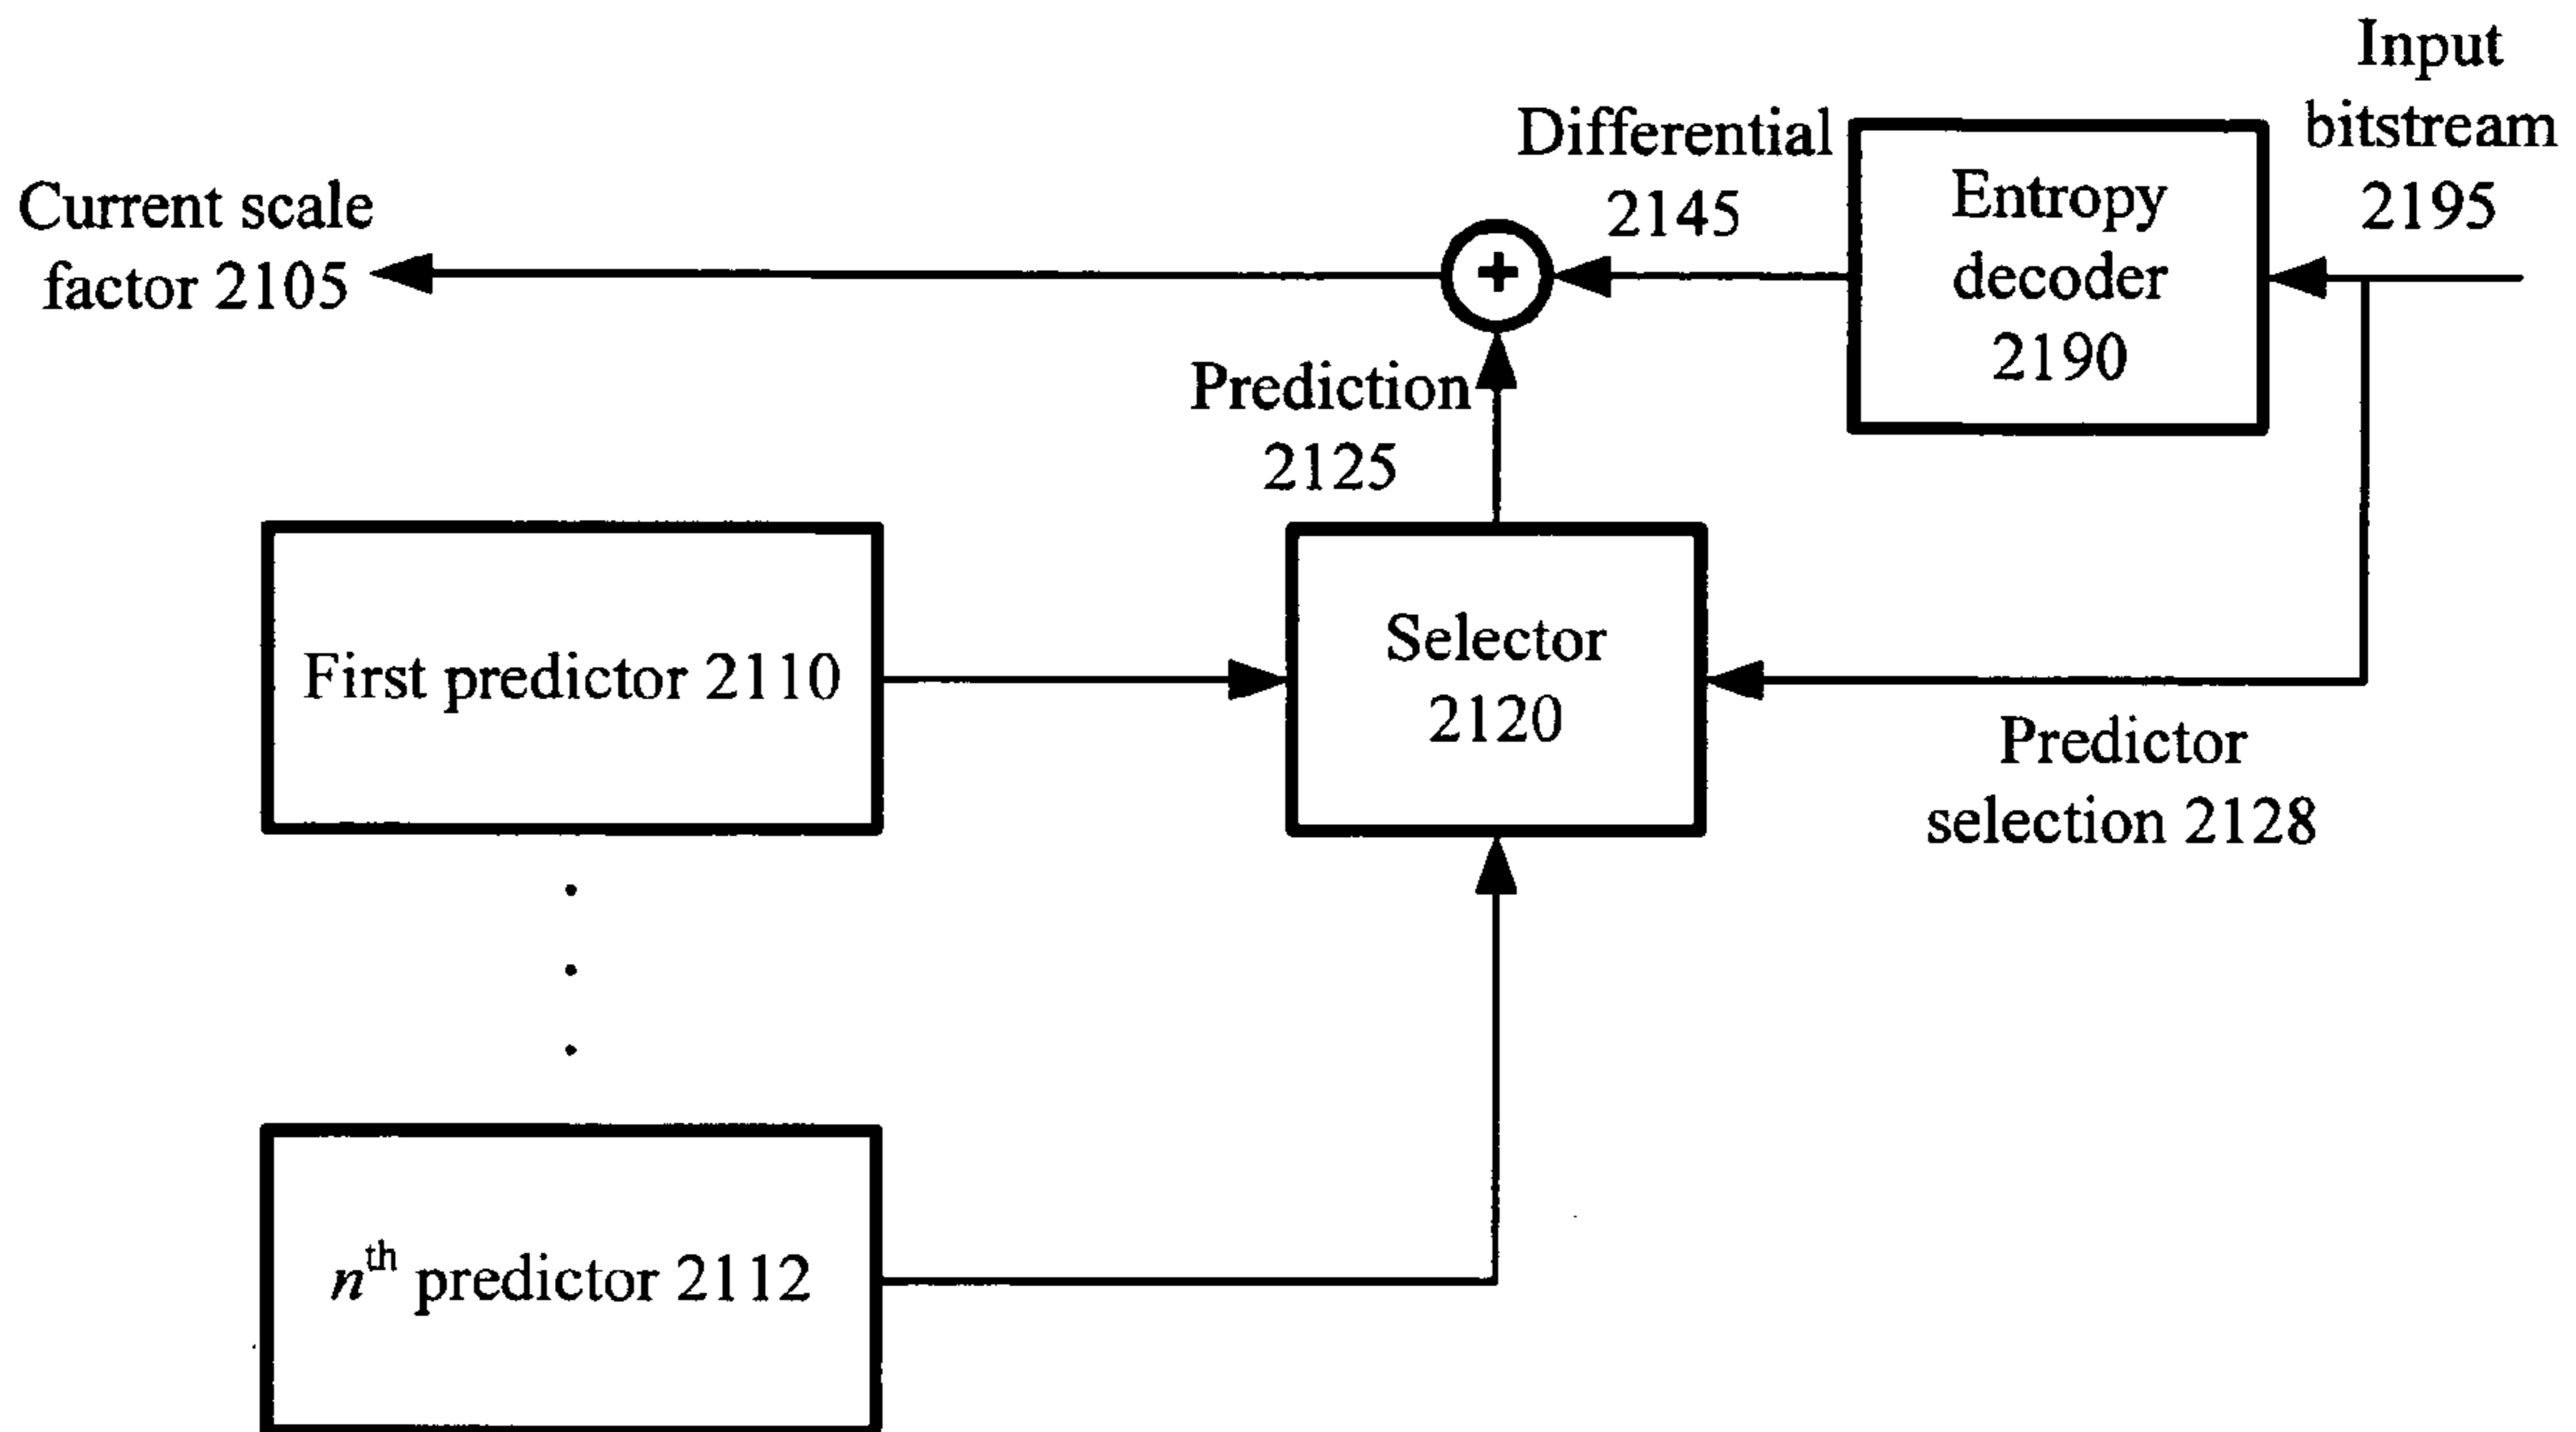 Input
bitstream
2195
Differential
2145
Entropy
decoder
2190
Current scale
factor 2105
+
Prediction
2125
First predictor 2110
Selector
2120
Predictor
selection 2128
nth predictor 2112